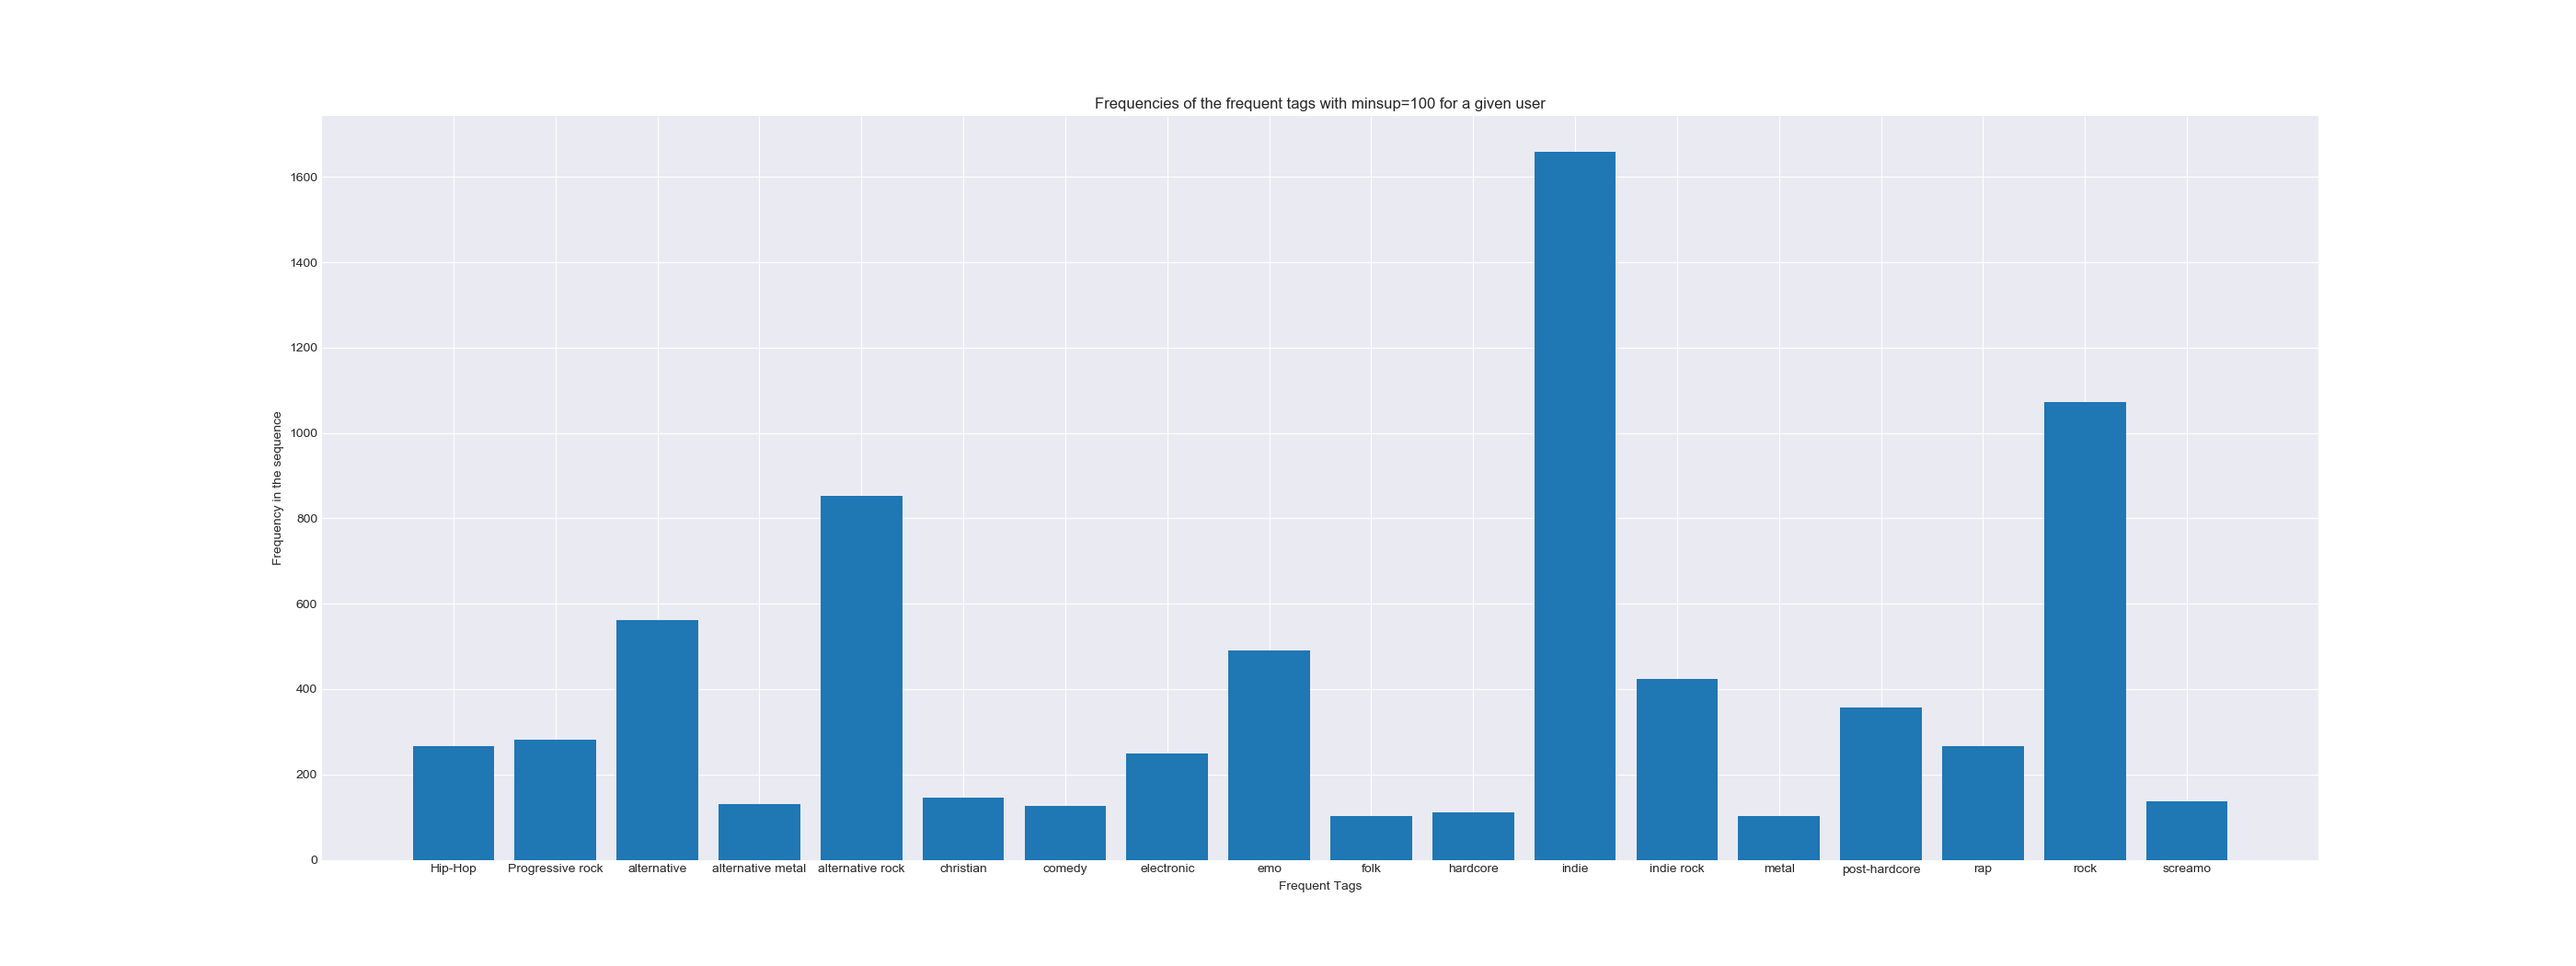 Frequencies of the frequent tags with minsup=100 for a given user
Frequency in the sequence
1600
1400
1200
1000
800
600
400
200
0
Hip-Hop Progressive rock alternative alternative metal alternative rock christian comedy electronic emo folk hardcore indie indie rock metal post-hardcore rap rock screamo
Frequent Tags